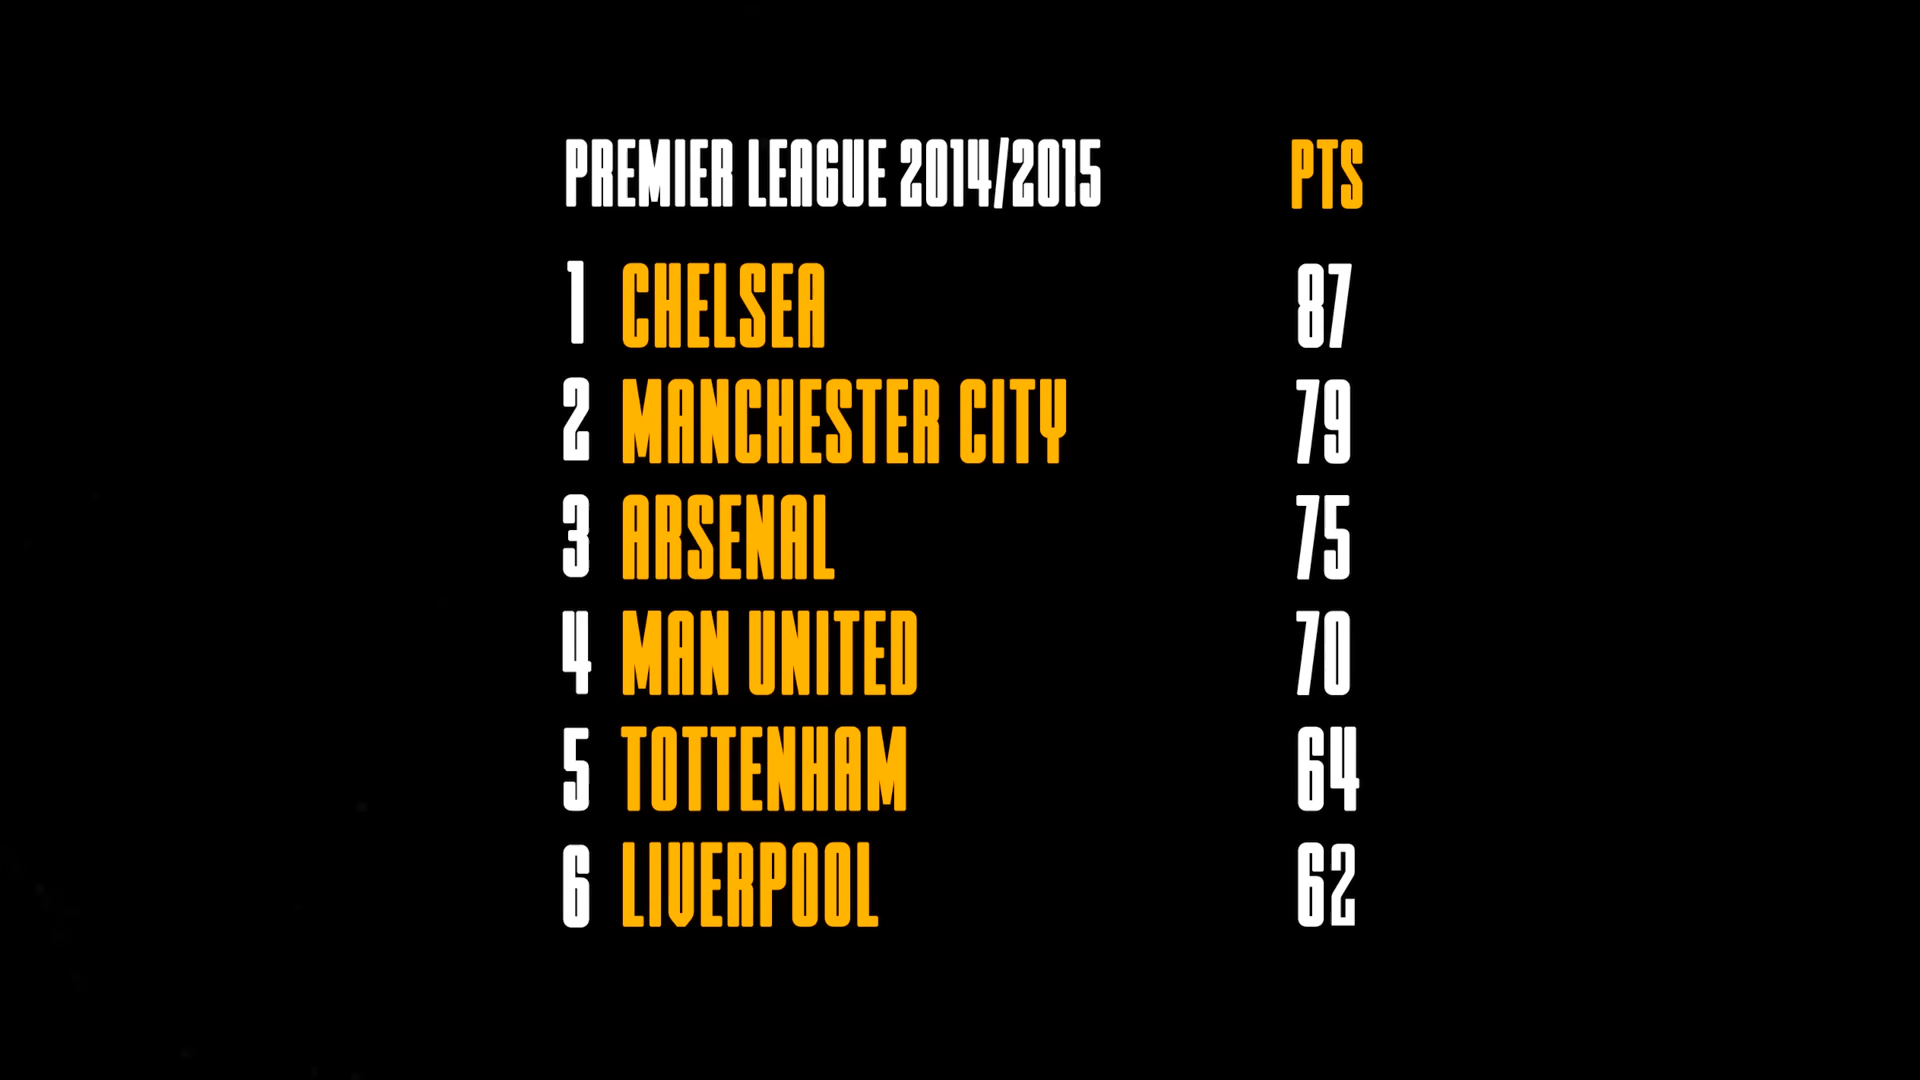 PREMIER LEAGUE 2014/2015 PTS
1 CHELSEA 87
2 MANCHESTER CITY 79
3 ARSENAL 75
4 MAN UNITED 70
5 TOTTENHAM 64
6 LIVERPOOL 62